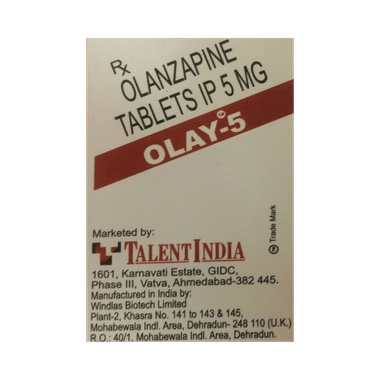 Rx
OLANZAPINE
TABLETS IP 5 MG
OLAY-5
Marketed by:
TALENTINDIA
® Trade Mark
1601, Karnavati Estate, GIDC,
Phase III, Vatva, Ahmedabad-382 445.
Manufactured in India by:
Windlas Biotech Limited
Plant-2, Khasra No. 141 to 143 & 145,
Mohabewala Indl. Area, Dehradun- 248 110 (U.K.)
R.O.: 40/1, Mohabewala Indl. Area, Dehradun.